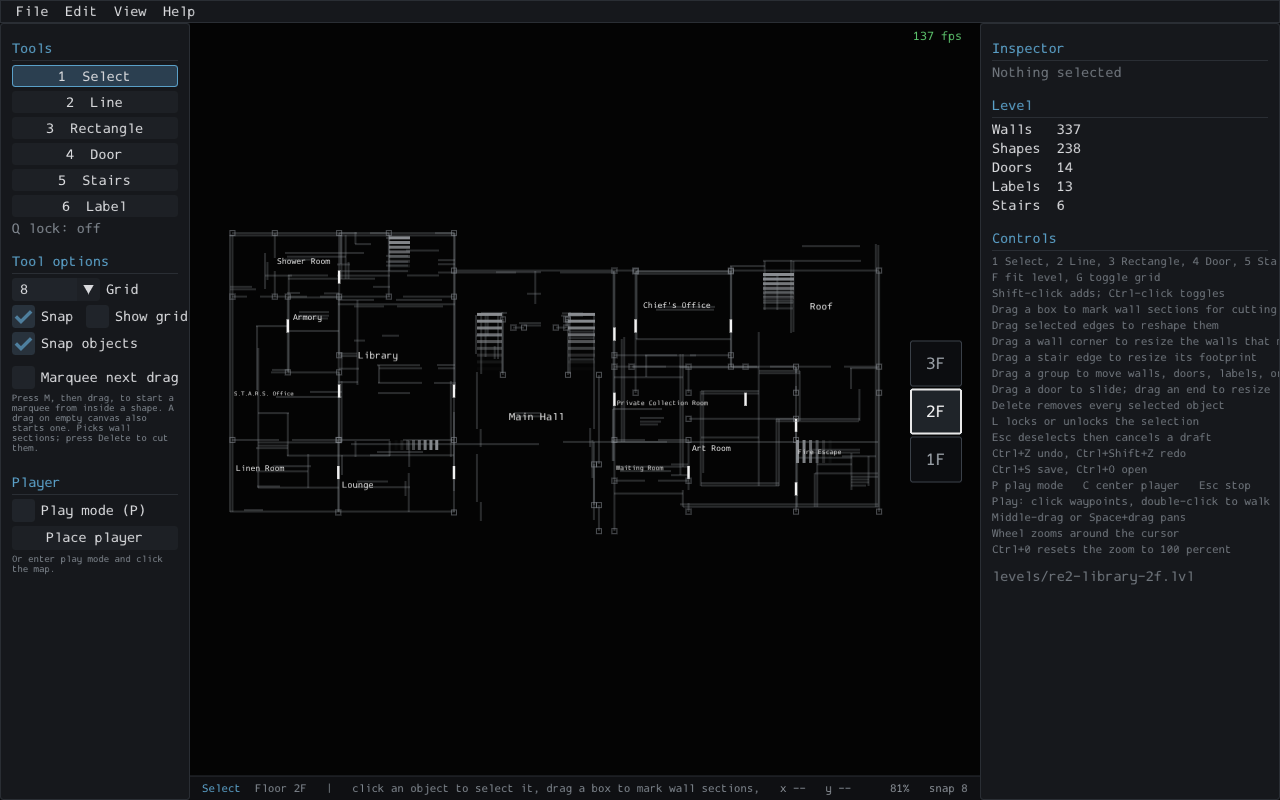 File Edit View Help
Tools
1 Select
2 Line
3 Rectangle
4 Door
5 Stairs
6 Label
Q lock: off
Tool options
8 ▼ Grid
Snap Show grid
Snap objects
Marquee next drag
Press M, then drag, to start a
marquee from inside a shape. A
drag on empty canvas also
starts one. Picks wall
sections; press Delete to cut
them.
Player
Play mode (P)
Place player
Or enter play mode and click
the map.
137 fps
Shower Room
Chief's Office
Roof
Armory
Library
3F
S.T.A.R.S. Office
Private Collection Room
2F
Main Hall
Art Room
Fire Escape
1F
Linen Room
Waiting Room
Lounge
Select Floor 2F | click an object to select it, drag a box to mark wall sections, x -- y -- 81% snap 8
Inspector
Nothing selected
Level
Walls 337
Shapes 238
Doors 14
Labels 13
Stairs 6
Controls
1 Select, 2 Line, 3 Rectangle, 4 Door, 5 Sta
F fit level, G toggle grid
Shift-click adds; Ctrl-click toggles
Drag a box to mark wall sections for cutting
Drag selected edges to reshape them
Drag a wall corner to resize the walls that
Drag a stair edge to resize its footprint
Drag a group to move walls, doors, labels,
Drag a door to slide; drag an end to resize
Delete removes every selected object
L locks or unlocks the selection
Esc deselects then cancels a draft
Ctrl+Z undo, Ctrl+Shift+Z redo
Ctrl+S save, Ctrl+O open
P play mode C center player Esc stop
Play: click waypoints, double-click to walk
Middle-drag or Space+drag pans
Wheel zooms around the cursor
Ctrl+0 resets the zoom to 100 percent
levels/re2-library-2f.lvl